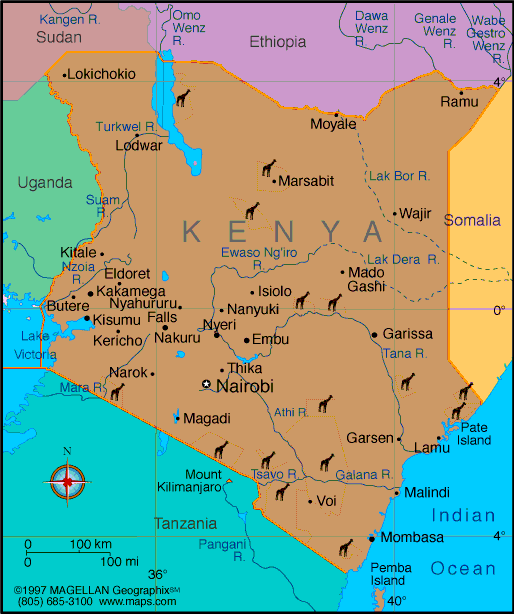 Kangen R.
Omo
Wenz
R.
Dawa
Wenz
R.
Genale
Wenz
R.
Wabe
Gestro
Wenz
R.
Sudan
Ethiopia
Lokichokio
4°
Ramu
Moyale
Turkwel R.
Lodwar
Uganda
Marsabit
Lak Bor R.
Suam
R.
Wajir
Somalia
KENYA
Kitale
Nzoia
R.
Ewaso Ng'iro
R.
Lak Dera R.
Eldoret
Mado
Gashi
Kakamega
Isiolo
Butere
Nyahururu
Falls
Nanyuki
0°
Kisumu
Nyeri
Lake
Victoria
Kericho
Nakuru
Embu
Garissa
Tana R.
Narok
Thika
Nairobi
Mara R.
Magadi
Athi R.
Pate
Island
Garsen
Lamu
N
Mount
Kilimanjaro
Tsavo R.
Galana R.
Voi
Malindi
Indian
Tanzania
Pangani
R.
4°
Mombasa
0
100 km
0
100 mi
36°
Pemba
Island
Ocean
40°
©1997 MAGELLAN Geographix℠
(805) 685-3100 www.maps.com